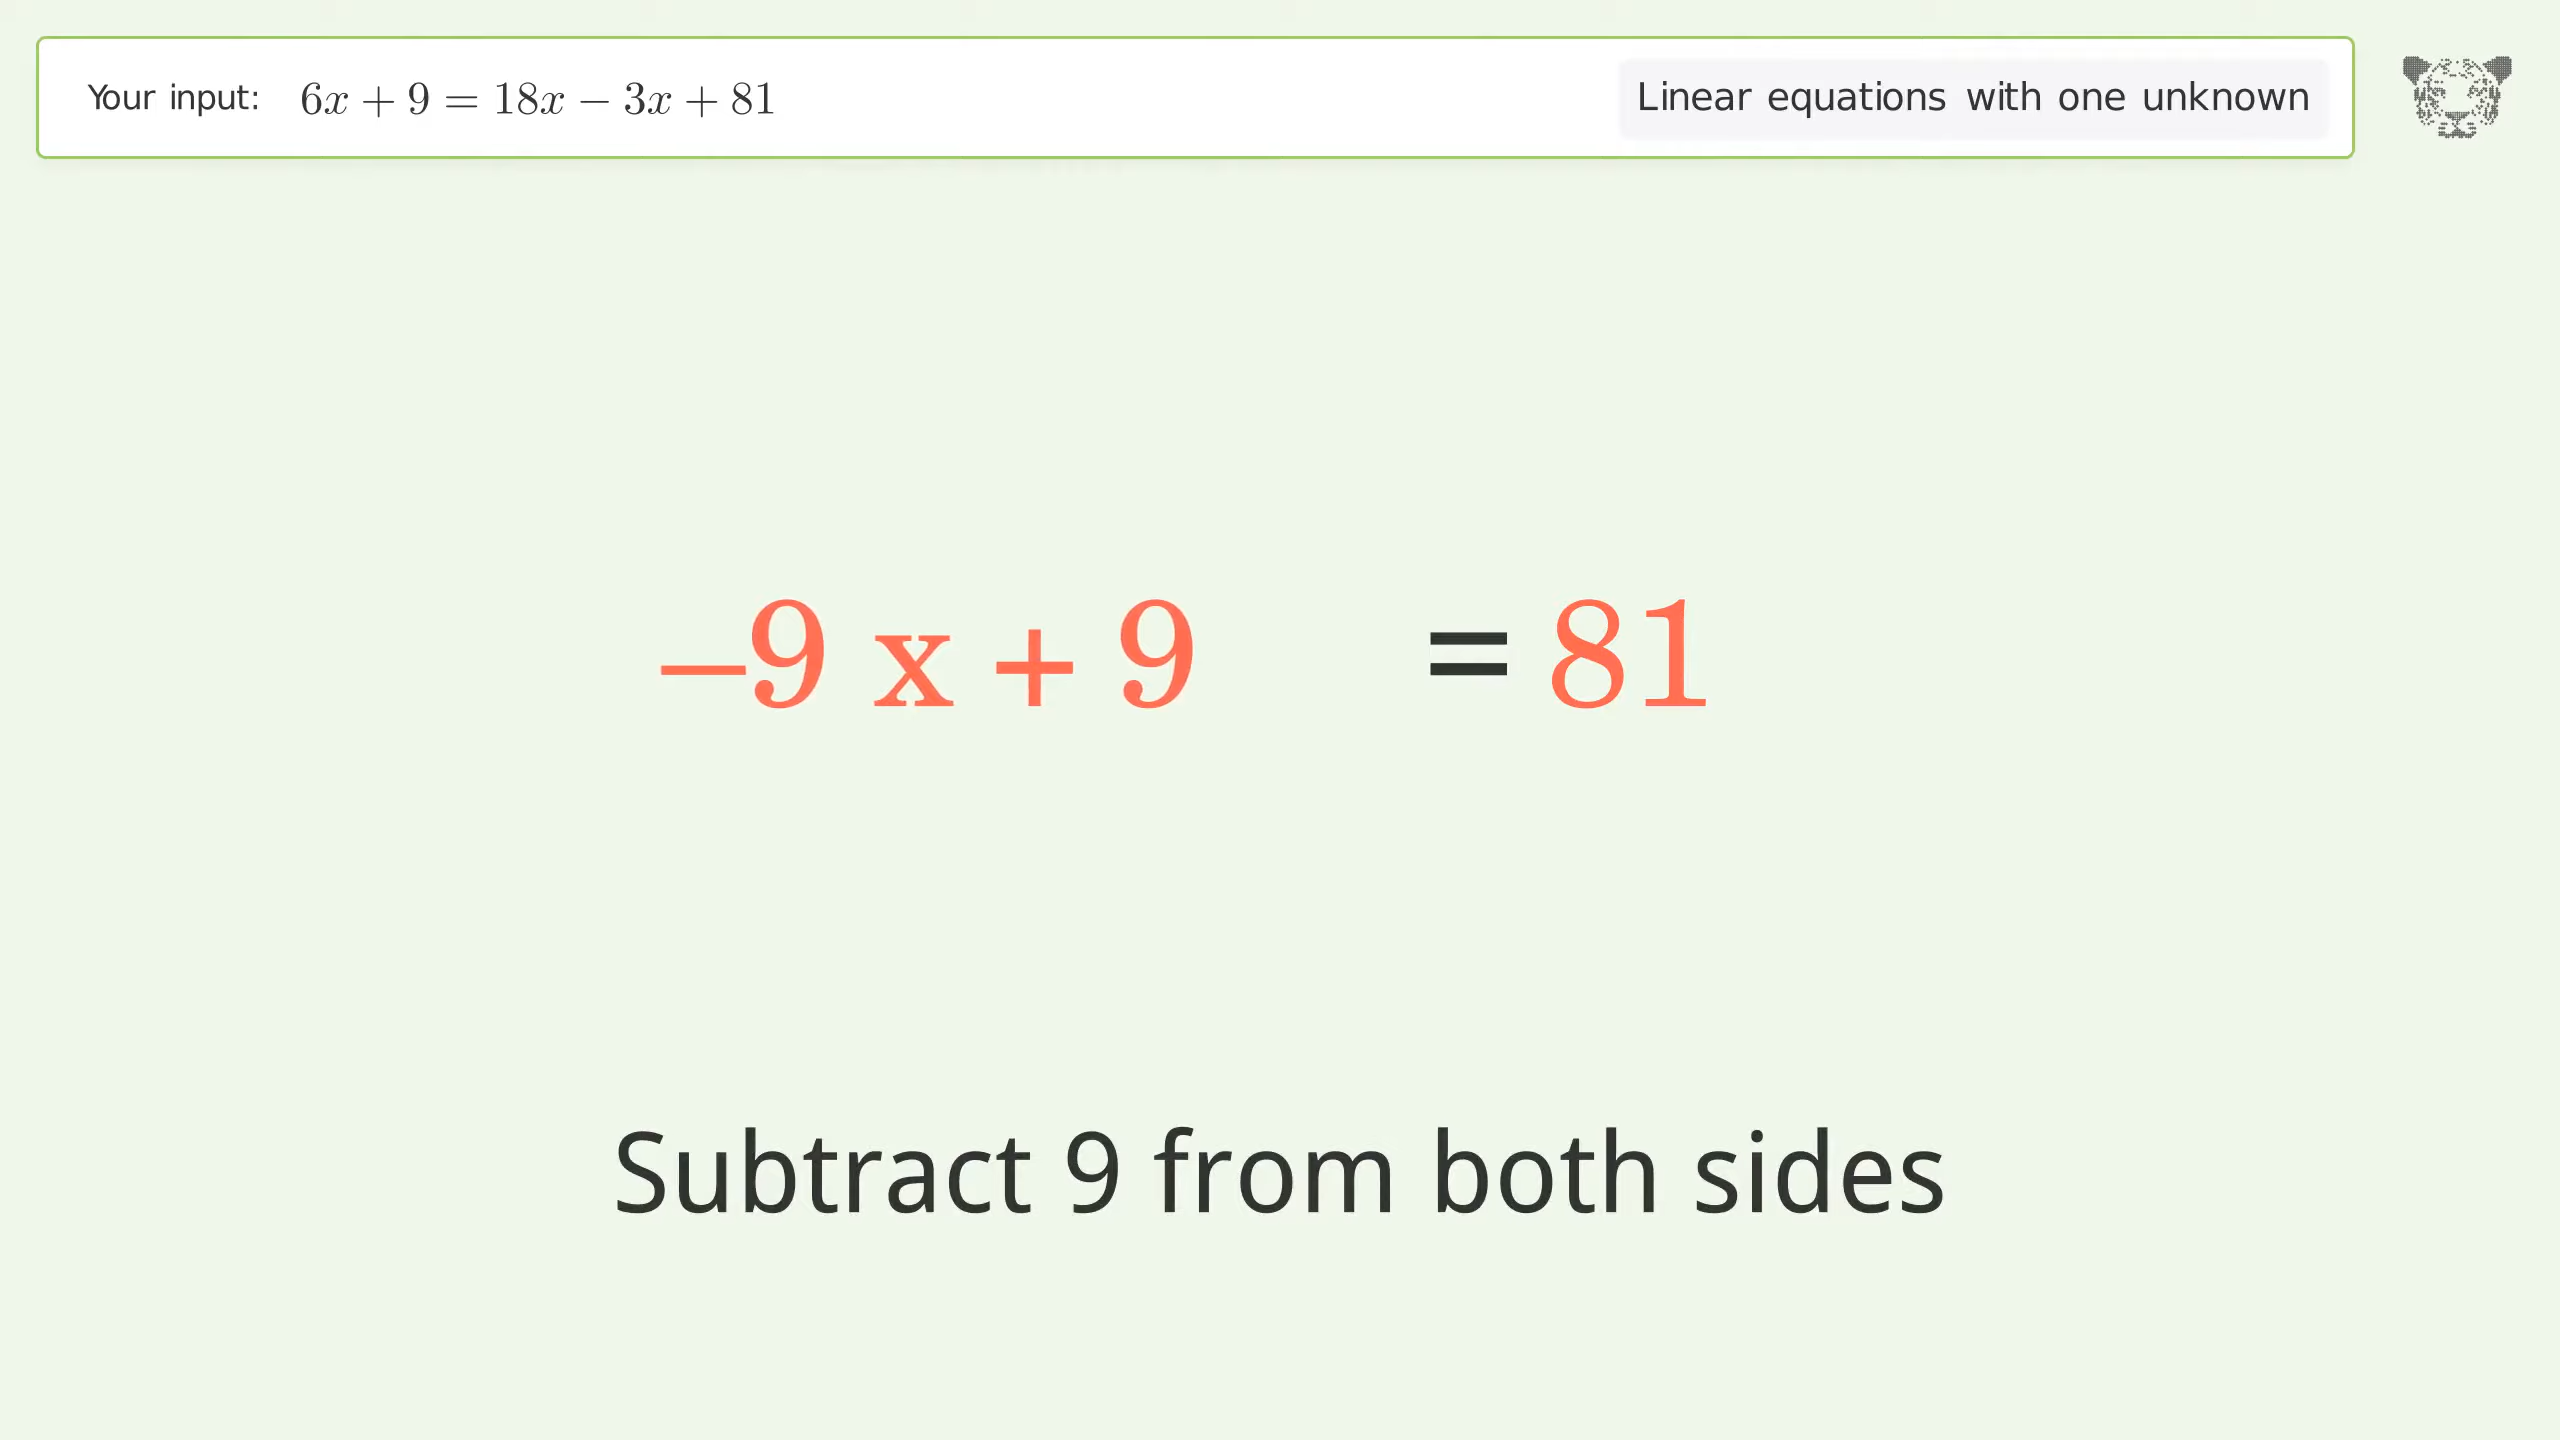 Your input: 6x + 9 = 18x − 3x + 81
Linear equations with one unknown
−9 x + 9 = 81
Subtract 9 from both sides